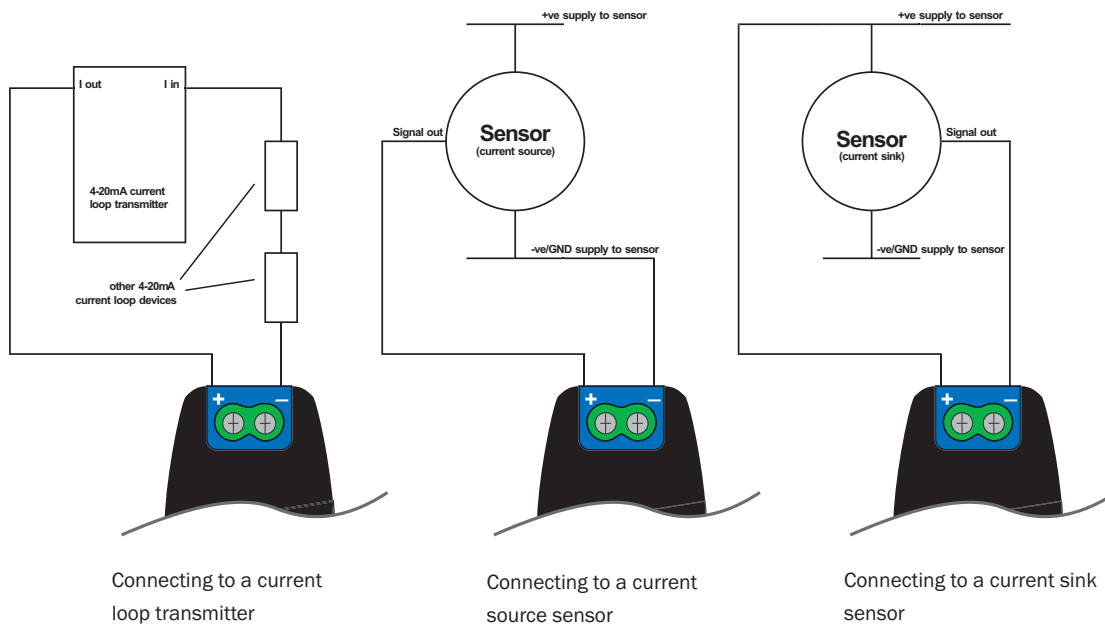 I out
I in
4-20mA current
loop transmitter
other 4-20mA
current loop devices
+ −
Connecting to a current
loop transmitter
+ve supply to sensor
Signal out
Sensor
(current source)
-ve/GND supply to sensor
+ −
Connecting to a current
source sensor
+ve supply to sensor
Sensor
(current sink)
Signal out
-ve/GND supply to sensor
+ −
Connecting to a current sink
sensor